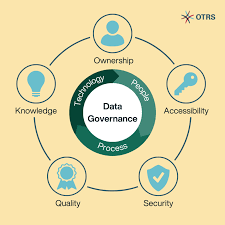 OTRS
Ownership
Technology
People
Knowledge
Data
Governance
Accessibility
Process
Quality
Security